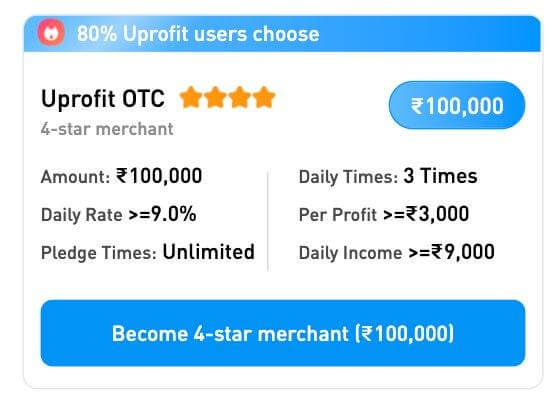 80% Uprofit users choose
Uprofit OTC
₹100,000
4-star merchant
Amount: ₹100,000
Daily Times: 3 Times
Daily Rate >=9.0%
Per Profit >=₹3,000
Pledge Times: Unlimited
Daily Income >=₹9,000
Become 4-star merchant (₹100,000)